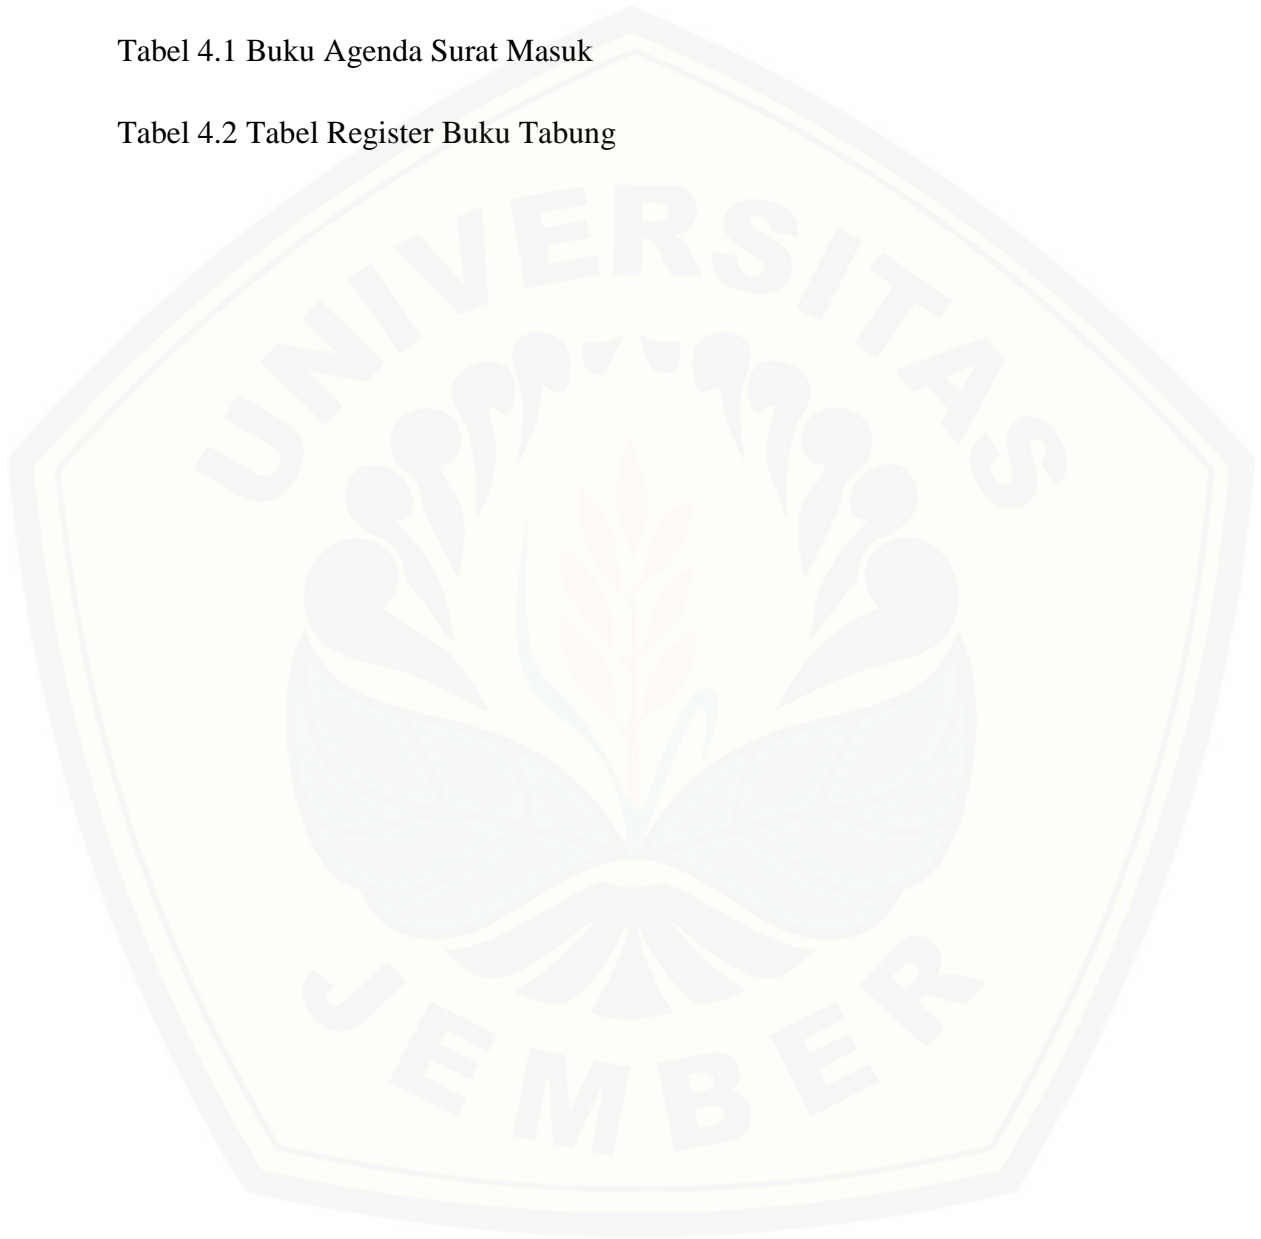 Tabel 4.1 Buku Agenda Surat Masuk
Tabel 4.2 Tabel Register Buku Tabung
UNIVERSITAS
JEMBER